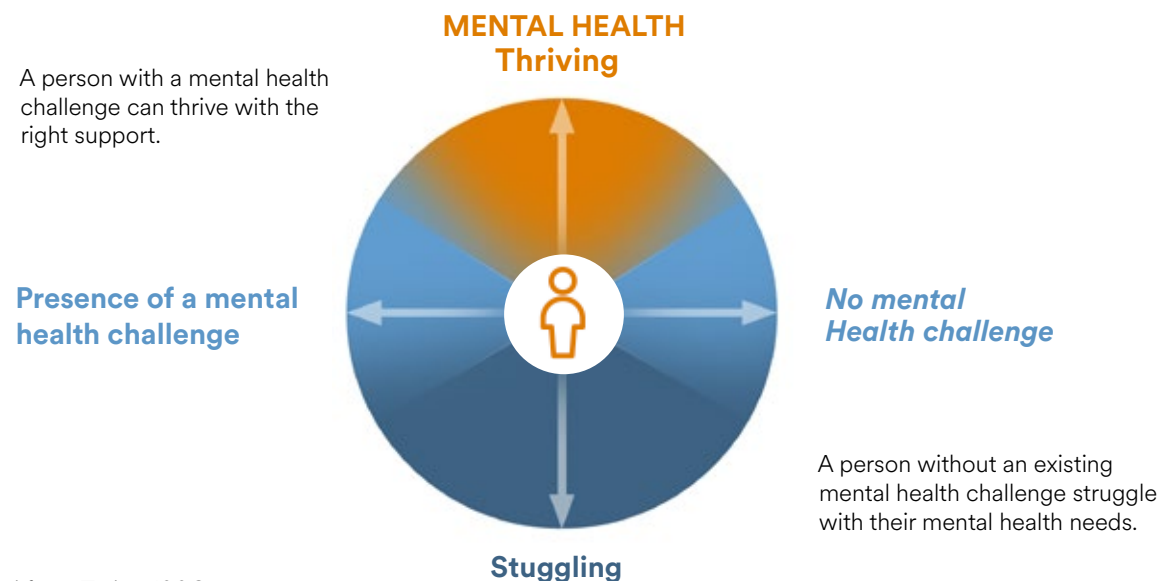 MENTAL HEALTH
Thriving
A person with a mental health
challenge can thrive with the
right support.
Presence of a mental
health challenge
No mental
Health challenge
A person without an existing
mental health challenge struggle
with their mental health needs.
Stuggling